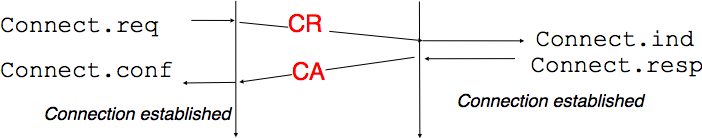 Connect.req
CR
Connect.ind
Connect.resp
Connect.conf
CA
Connection established
Connection established